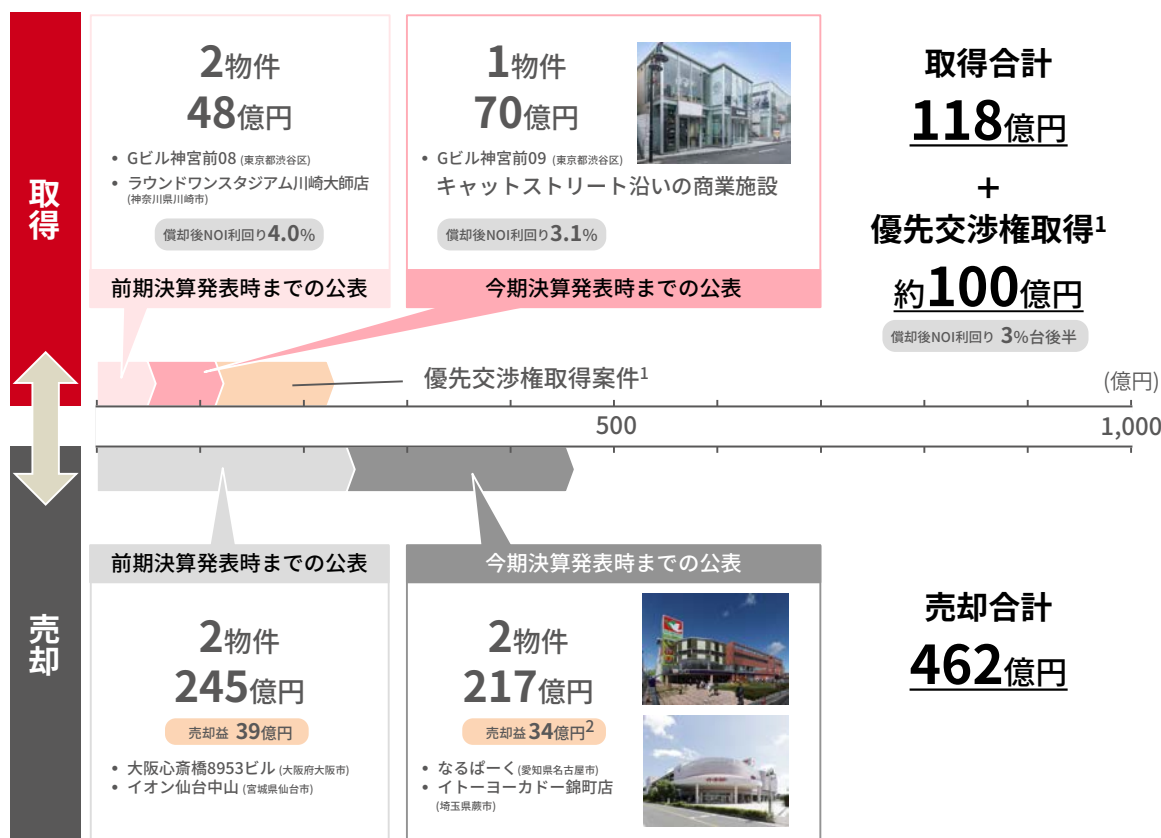 取得
2物件
48億円
• Gビル神宮前08 (東京都渋谷区)
• ラウンドワンスタジアム川崎大師店
(神奈川県川崎市)
償却後NOI利回り4.0%
前期決算発表時までの公表
1物件
70億円
• Gビル神宮前09 (東京都渋谷区)
キャットストリート沿いの商業施設
償却後NOI利回り3.1%
今期決算発表時までの公表
取得合計
118億円
+
優先交渉権取得1
約100億円
償却後NOI利回り 3%台後半
優先交渉権取得案件1
(億円)
500
1,000
売却
前期決算発表時までの公表
2物件
245億円
売却益 39億円
• 大阪心斎橋8953ビル (大阪府大阪市)
• イオン仙台中山 (宮城県仙台市)
今期決算発表時までの公表
2物件
217億円
売却益34億円2
• なるぱーく(愛知県名古屋市)
• イトーヨーカドー錦町店
(埼玉県蕨市)
売却合計
462億円